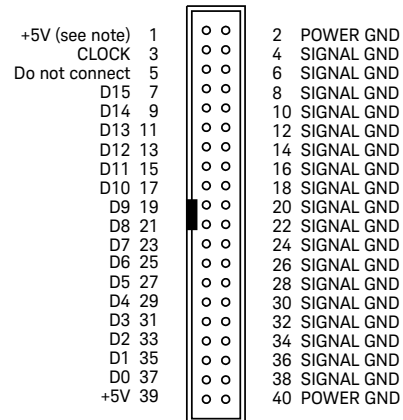 +5V (see note) 1 2 POWER GND
CLOCK 3 4 SIGNAL GND
Do not connect 5 6 SIGNAL GND
D15 7 8 SIGNAL GND
D14 9 10 SIGNAL GND
D13 11 12 SIGNAL GND
D12 13 14 SIGNAL GND
D11 15 16 SIGNAL GND
D10 17 18 SIGNAL GND
D9 19 20 SIGNAL GND
D8 21 22 SIGNAL GND
D7 23 24 SIGNAL GND
D6 25 26 SIGNAL GND
D5 27 28 SIGNAL GND
D4 29 30 SIGNAL GND
D3 31 32 SIGNAL GND
D2 33 34 SIGNAL GND
D1 35 36 SIGNAL GND
D0 37 38 SIGNAL GND
+5V 39 40 POWER GND